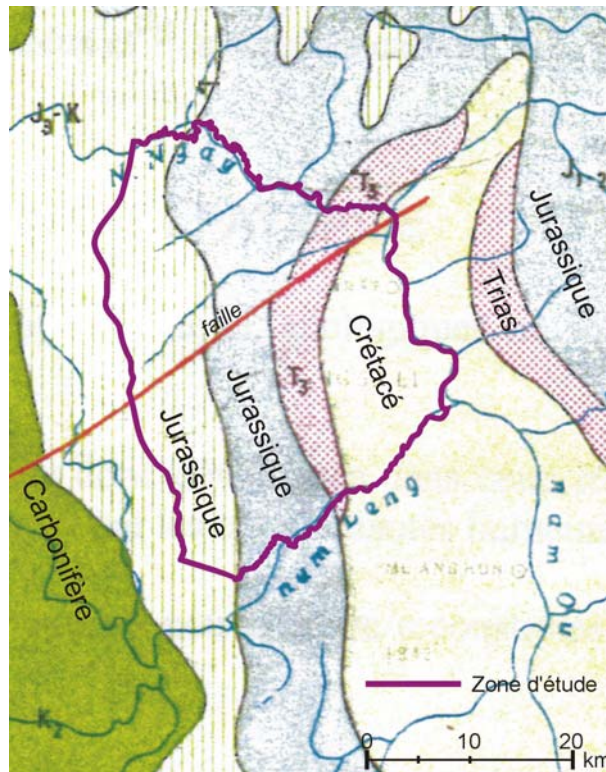 J₃-K
N. Ngay
T₃
J₁-₂
Jurassique
Trias
faille
Crétacé
T₃
Jurassique
Jurassique
Carbonifère
nam Leng
nam Ou
K₂
Zone d'étude
0 10 20
km